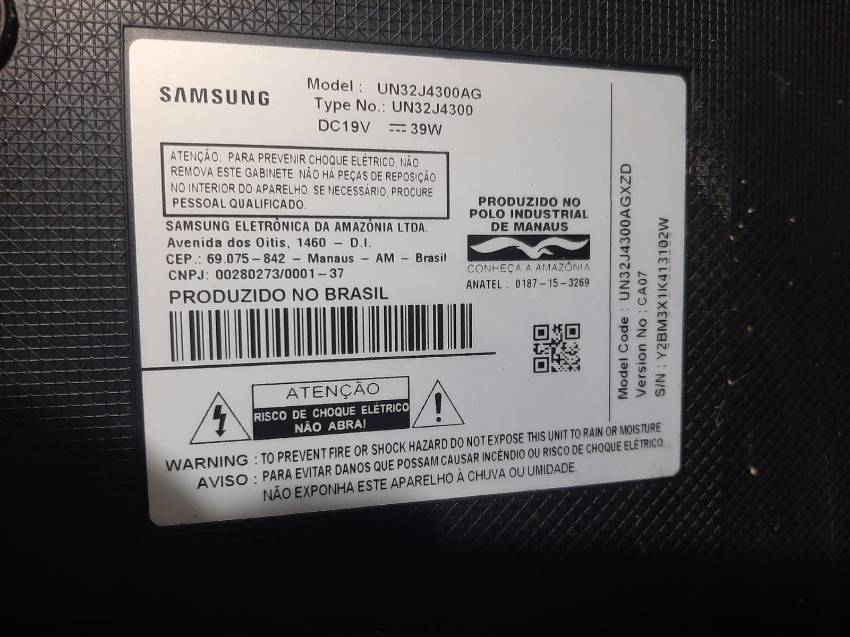 SAMSUNG
Model : UN32J4300AG
Type No.: UN32J4300
DC19V ⎓ 39W
ATENÇÃO: PARA PREVENIR CHOQUE ELÉTRICO, NÃO
REMOVA ESTE GABINETE. NÃO HÁ PEÇAS DE REPOSIÇÃO
NO INTERIOR DO APARELHO. SE NECESSÁRIO, PROCURE
PESSOAL QUALIFICADO.
SAMSUNG ELETRÔNICA DA AMAZÔNIA LTDA.
Avenida dos Oitis, 1460 - D.I.
CEP.: 69.075-842 - Manaus - AM - Brasil
CNPJ: 00280273/0001-37
PRODUZIDO NO BRASIL
PRODUZIDO NO
POLO INDUSTRIAL
DE MANAUS
CONHEÇA A AMAZÔNIA
ANATEL : 0187-15-3269
Model Code : UN32J4300AGXZD
Version No : CA07
S/N : Y2BM3X1K413102W
ATENÇÃO
RISCO DE CHOQUE ELÉTRICO
NÃO ABRA!
WARNING : TO PREVENT FIRE OR SHOCK HAZARD DO NOT EXPOSE THIS UNIT TO RAIN OR MOISTURE
AVISO : PARA EVITAR DANOS QUE POSSAM CAUSAR INCÊNDIO OU RISCO DE CHOQUE ELÉTRICO.
NÃO EXPONHA ESTE APARELHO À CHUVA OU UMIDADE.